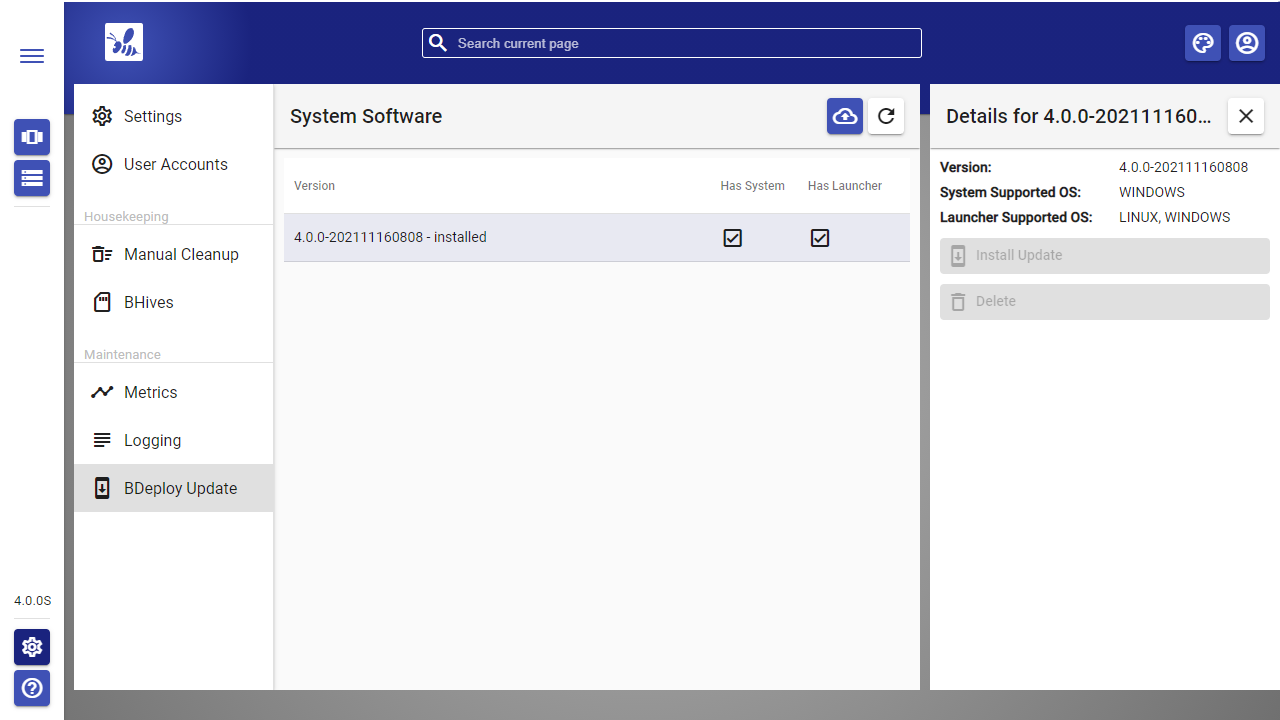 Search current page
Settings
User Accounts
Housekeeping
Manual Cleanup
BHives
Maintenance
Metrics
Logging
BDeploy Update
4.0.0S
System Software
Version Has System Has Launcher
4.0.0-202111160808 - installed
Details for 4.0.0-202111160...
Version: 4.0.0-202111160808
System Supported OS: WINDOWS
Launcher Supported OS: LINUX, WINDOWS
Install Update
Delete